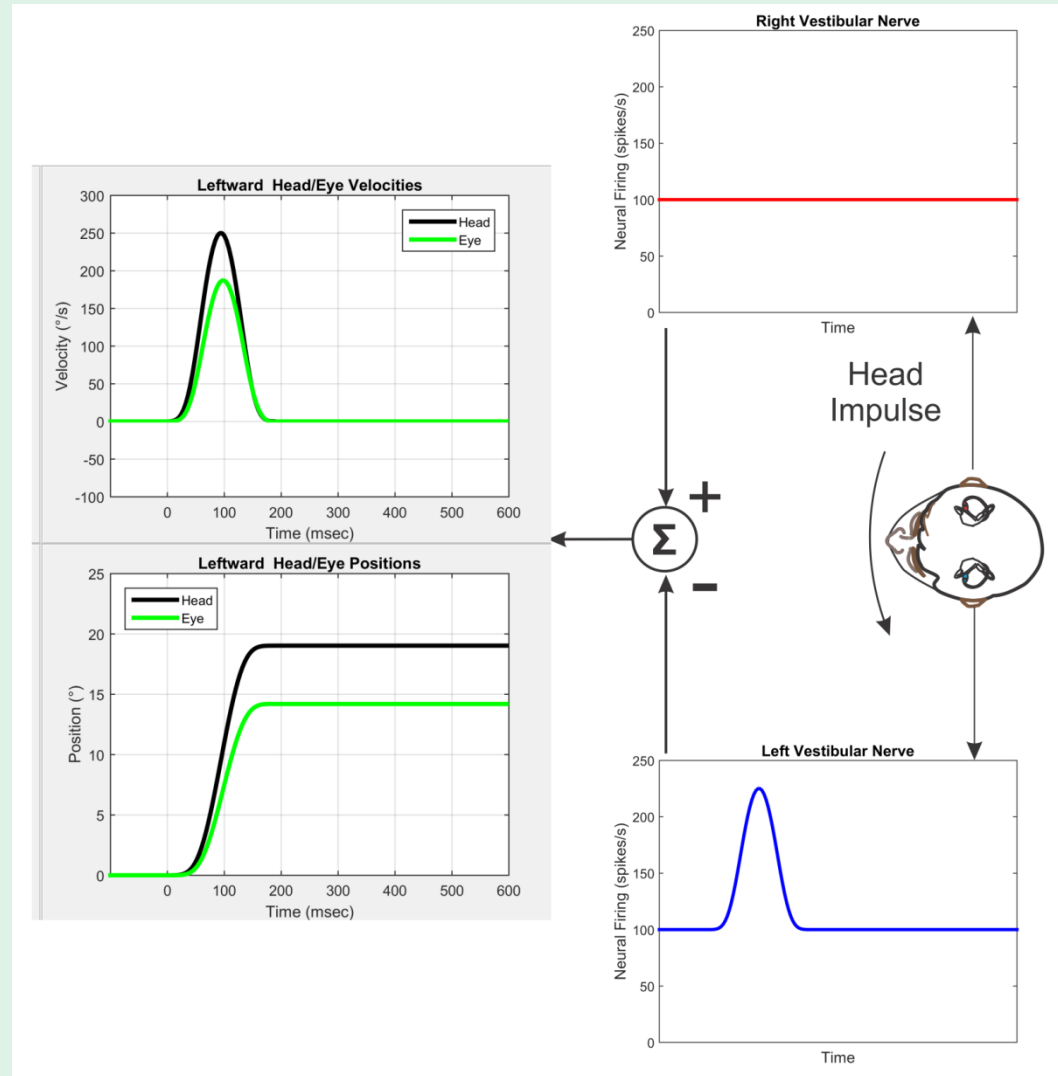 Right Vestibular Nerve
250
200
150
100
50
0
Neural Firing (spikes/s)
Time
Leftward  Head/Eye Velocities
Head
Eye
300
250
200
150
100
50
0
-50
-100
Velocity (°/s)
0 100 200 300 400 500 600
Time (msec)
Head
Impulse
+
Σ
-
Leftward  Head/Eye Positions
Head
Eye
25
20
15
10
5
0
Position (°)
0 100 200 300 400 500 600
Time (msec)
Left Vestibular Nerve
250
200
150
100
50
0
Neural Firing (spikes/s)
Time